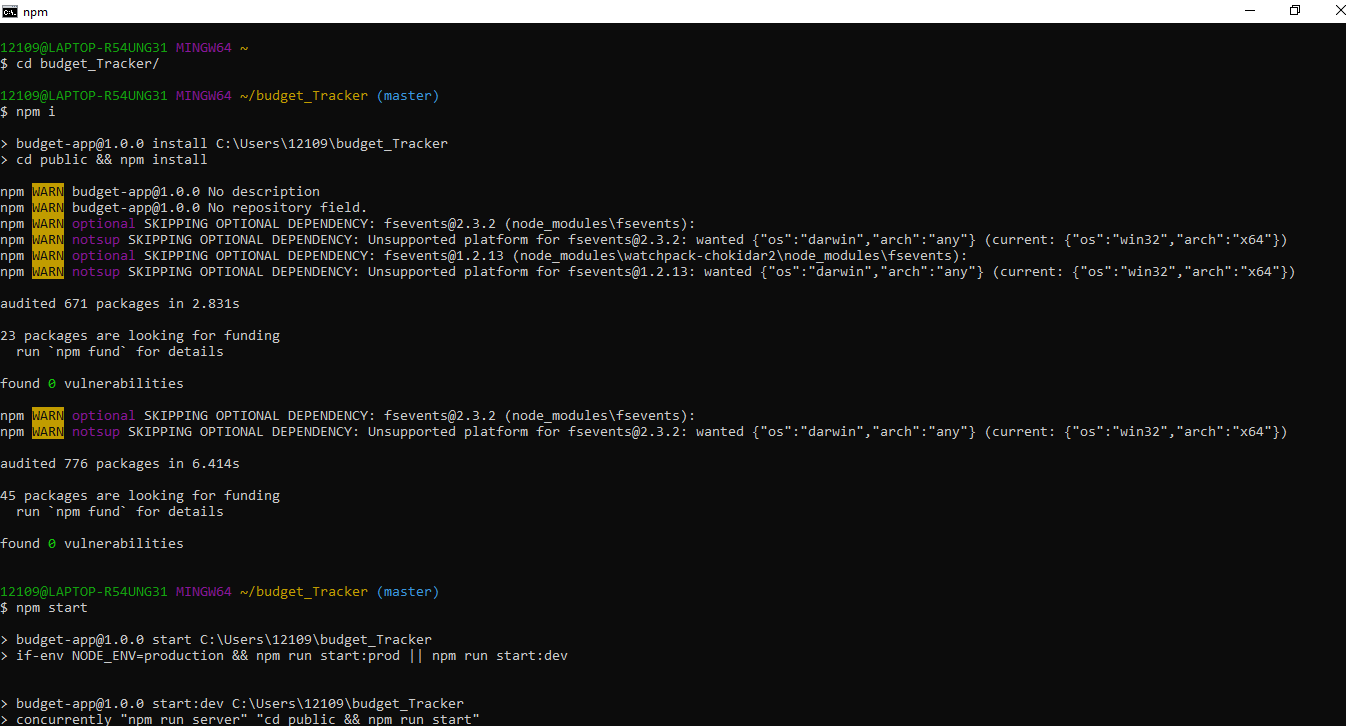 npm
12109@LAPTOP-R54UNG31 MINGW64 ~
$ cd budget_Tracker/
12109@LAPTOP-R54UNG31 MINGW64 ~/budget_Tracker (master)
$ npm i
> budget-app@1.0.0 install C:\Users\12109\budget_Tracker
> cd public && npm install
npm WARN budget-app@1.0.0 No description
npm WARN budget-app@1.0.0 No repository field.
npm WARN optional SKIPPING OPTIONAL DEPENDENCY: fsevents@2.3.2 (node_modules\fsevents):
npm WARN notsup SKIPPING OPTIONAL DEPENDENCY: Unsupported platform for fsevents@2.3.2: wanted {"os":"darwin","arch":"any"} (current: {"os":"win32","arch":"x64"})
npm WARN optional SKIPPING OPTIONAL DEPENDENCY: fsevents@1.2.13 (node_modules\watchpack-chokidar2\node_modules\fsevents):
npm WARN notsup SKIPPING OPTIONAL DEPENDENCY: Unsupported platform for fsevents@1.2.13: wanted {"os":"darwin","arch":"any"} (current: {"os":"win32","arch":"x64"})
audited 671 packages in 2.831s
23 packages are looking for funding
  run `npm fund` for details
found 0 vulnerabilities
npm WARN optional SKIPPING OPTIONAL DEPENDENCY: fsevents@2.3.2 (node_modules\fsevents):
npm WARN notsup SKIPPING OPTIONAL DEPENDENCY: Unsupported platform for fsevents@2.3.2: wanted {"os":"darwin","arch":"any"} (current: {"os":"win32","arch":"x64"})
audited 776 packages in 6.414s
45 packages are looking for funding
  run `npm fund` for details
found 0 vulnerabilities
12109@LAPTOP-R54UNG31 MINGW64 ~/budget_Tracker (master)
$ npm start
> budget-app@1.0.0 start C:\Users\12109\budget_Tracker
> if-env NODE_ENV=production && npm run start:prod || npm run start:dev
> budget-app@1.0.0 start:dev C:\Users\12109\budget_Tracker
> concurrently "npm run server" "cd public && npm run start"